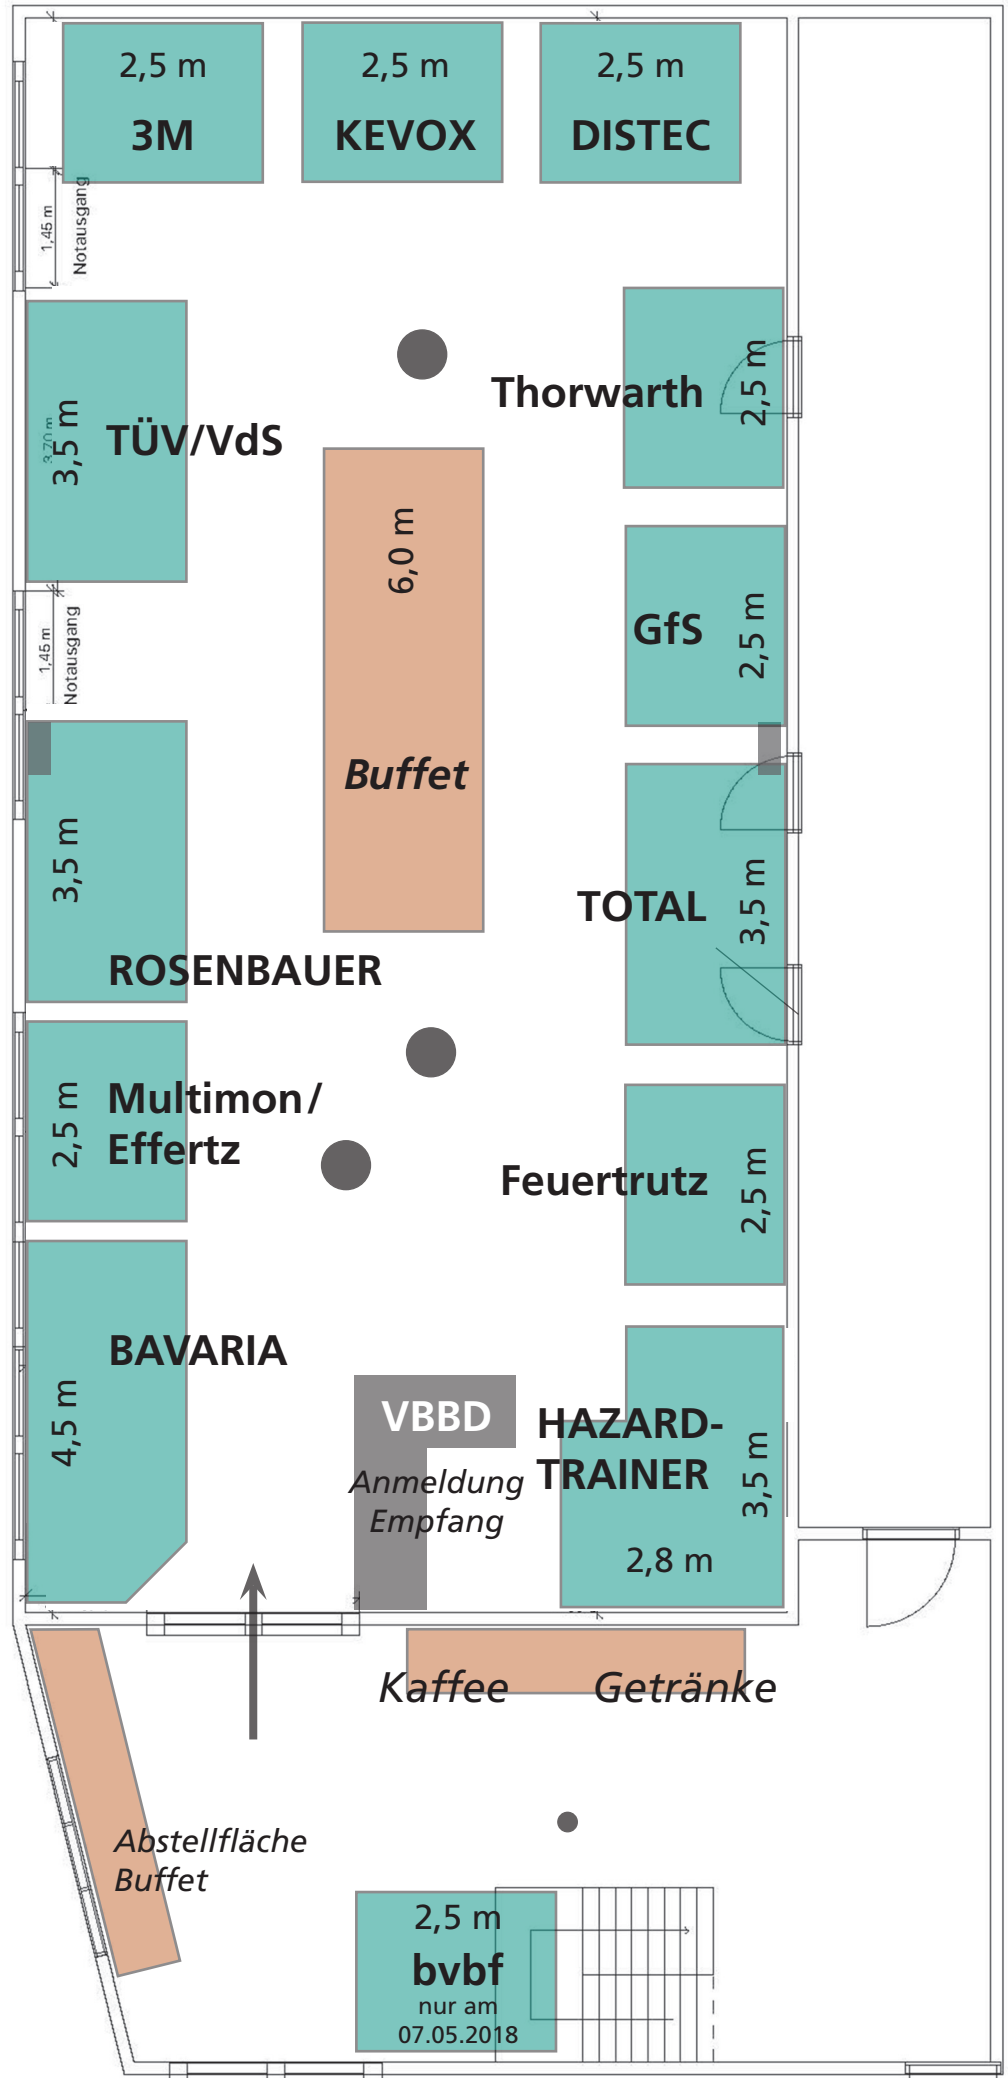 2,5 m
3M
2,5 m
KEVOX
2,5 m
DISTEC
1,45 m
Notausgang
3,70 m
3,5 m
TÜV/VdS
Thorwarth
2,5 m
6,0 m
Buffet
GfS
2,5 m
1,45 m
Notausgang
3,5 m
ROSENBAUER
TOTAL
3,5 m
2,5 m
Multimon/
Effertz
Feuertrutz
2,5 m
BAVARIA
4,5 m
VBBD
Anmeldung
Empfang
HAZARD-
TRAINER
3,5 m
2,8 m
Kaffee
Getränke
Abstellfläche
Buffet
2,5 m
bvbf
nur am
07.05.2018